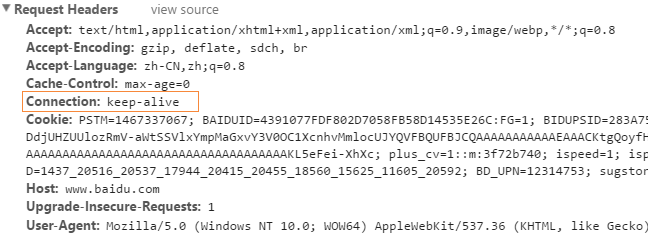 Request Headers view source
Accept: text/html,application/xhtml+xml,application/xml;q=0.9,image/webp,*/*;q=0.8
Accept-Encoding: gzip, deflate, sdch, br
Accept-Language: zh-CN,zh;q=0.8
Cache-Control: max-age=0
Connection: keep-alive
Cookie: PSTM=1467337067; BAIDUID=4391077FDF802D7058FB58D14535E26C:FG=1; BIDUPSID=283A75
DdjUHZUUlozRmV-aWtSSVlxYmpMaGxvY3V0OC1XcnhvMmlocUJYQVFBQUFBJCQAAAAAAAAAAAEAAACKtgQoyfH
AAAAAAAAAAAAAAAAAAAAAAAAAAAAAAAAAAAAAKL5eFei-XhXc; plus_cv=1::m:3f72b740; ispeed=1; isp
D=1437_20516_20537_17944_20415_20455_18560_15625_11605_20592; BD_UPN=12314753; sugstor
Host: www.baidu.com
Upgrade-Insecure-Requests: 1
User-Agent: Mozilla/5.0 (Windows NT 10.0; WOW64) AppleWebKit/537.36 (KHTML, like Gecko)